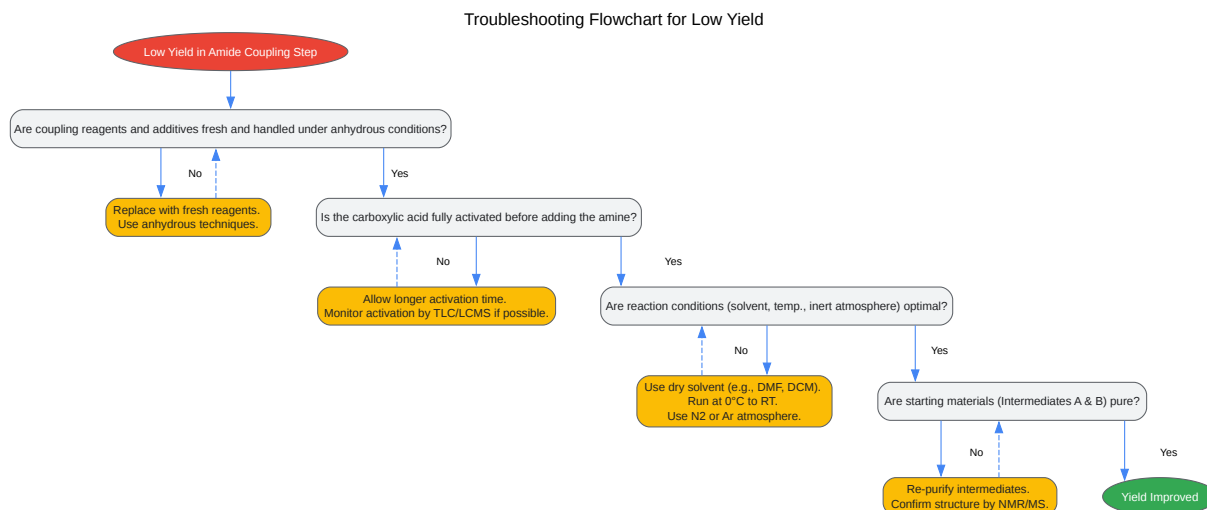 Troubleshooting Flowchart for Low Yield
Low Yield in Amide Coupling Step
Are coupling reagents and additives fresh and handled under anhydrous conditions?
No
Yes
Replace with fresh reagents.
Use anhydrous techniques.
Is the carboxylic acid fully activated before adding the amine?
No
Yes
Allow longer activation time.
Monitor activation by TLC/LCMS if possible.
Are reaction conditions (solvent, temp., inert atmosphere) optimal?
No
Yes
Use dry solvent (e.g., DMF, DCM).
Run at 0°C to RT.
Use N2 or Ar atmosphere.
Are starting materials (Intermediates A & B) pure?
No
Yes
Re-purify intermediates.
Confirm structure by NMR/MS.
Yield Improved